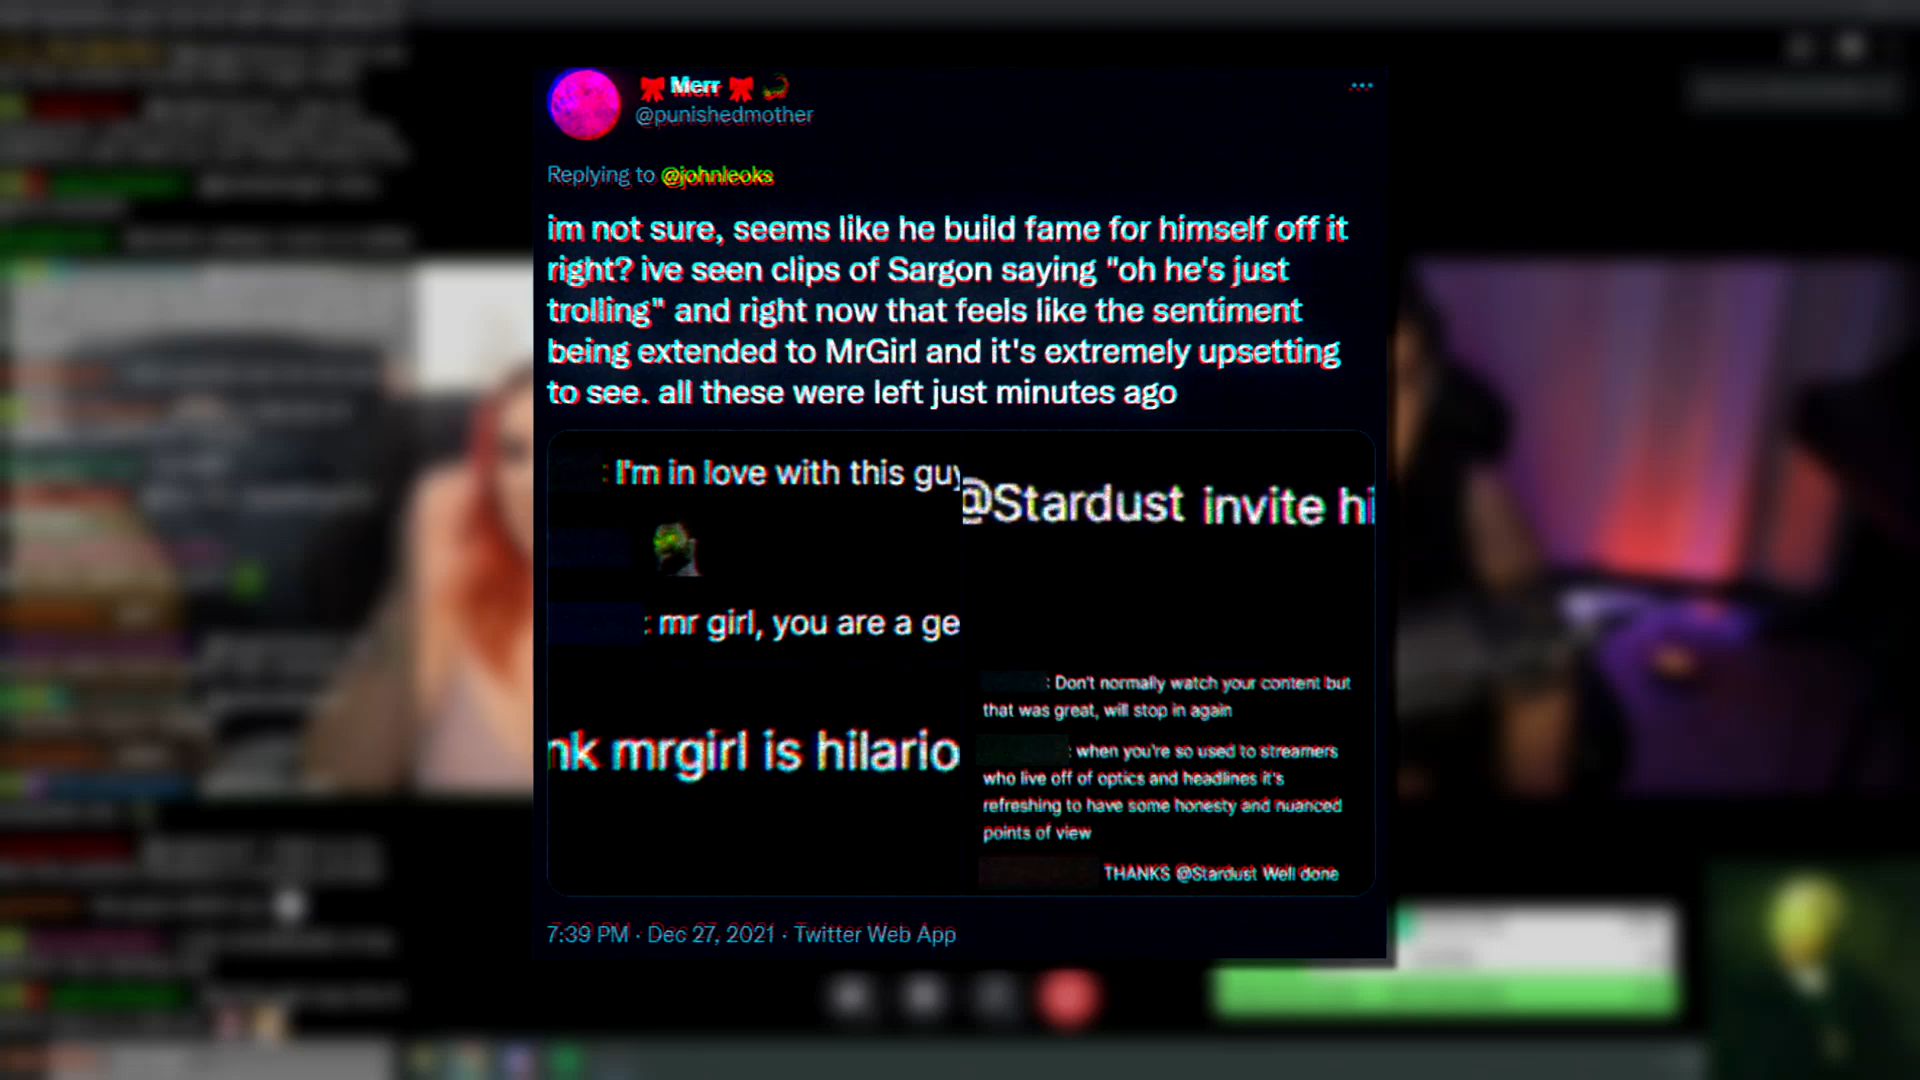 Merr
@punishedmother
Replying to @johnleoks
im not sure, seems like he build fame for himself off it
right? ive seen clips of Sargon saying "oh he's just
trolling" and right now that feels like the sentiment
being extended to MrGirl and it's extremely upsetting
to see. all these were left just minutes ago
: I'm in love with this guy
: mr girl, you are a ge
nk mrgirl is hilario
@Stardust invite hi
: Don't normally watch your content but
that was great, will stop in again
: when you're so used to streamers
who live off of optics and headlines it's
refreshing to have some honesty and nuanced
points of view
THANKS @Stardust Well done
7:39 PM · Dec 27, 2021 · Twitter Web App